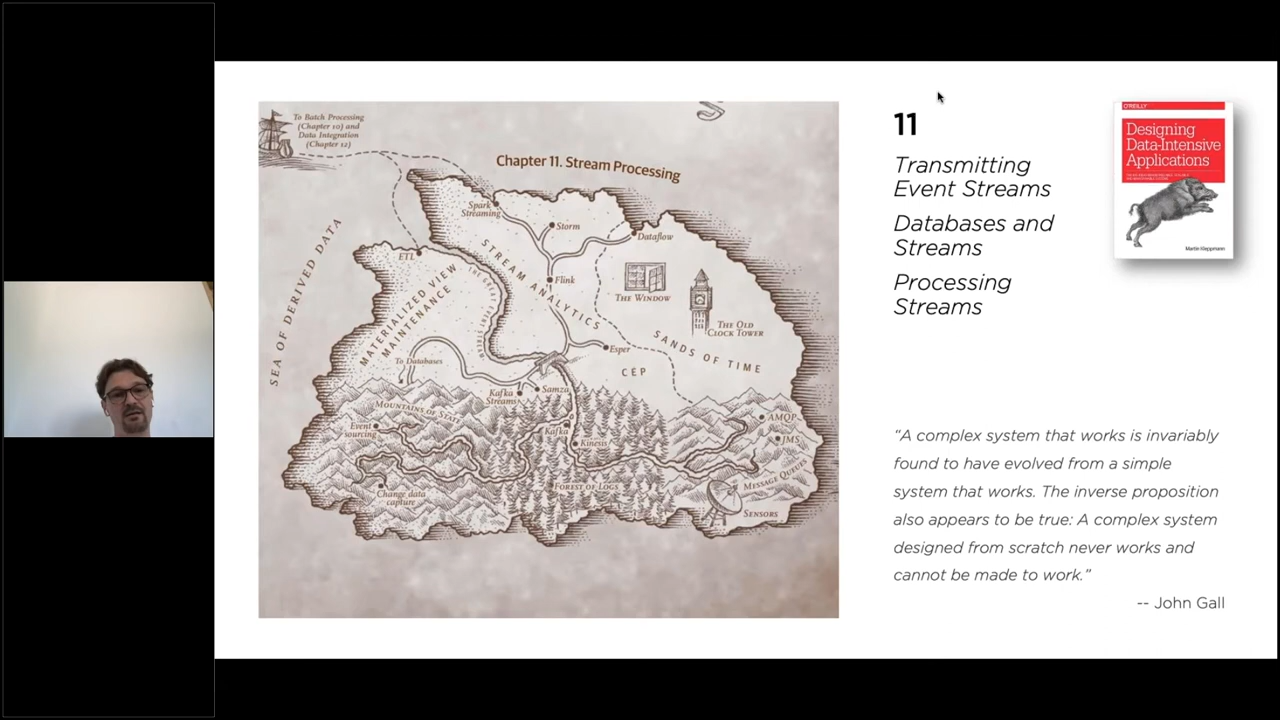 To Batch Processing
(Chapter 10) and
Data Integration
(Chapter 12)
Chapter 11. Stream Processing
SEA OF DERIVED DATA
Spark
Streaming
Storm
Dataflow
ETL
Flink
THE WINDOW
THE OLD
CLOCK TOWER
STREAM ANALYTICS
MATERIALIZED VIEW
MAINTENANCE
SANDS OF TIME
Esper
CEP
To Databases
Kafka
Streams
Samza
MOUNTAINS OF STATE
Event
sourcing
Kafka
Kinesis
AMQP
JMS
MESSAGE QUEUES
Change data
capture
FOREST OF LOGS
SENSORS
11
Transmitting
Event Streams
Databases and
Streams
Processing
Streams
O'REILLY
Designing
Data-Intensive
Applications
Martin Kleppmann
“A complex system that works is invariably
found to have evolved from a simple
system that works. The inverse proposition
also appears to be true: A complex system
designed from scratch never works and
cannot be made to work.”
-- John Gall